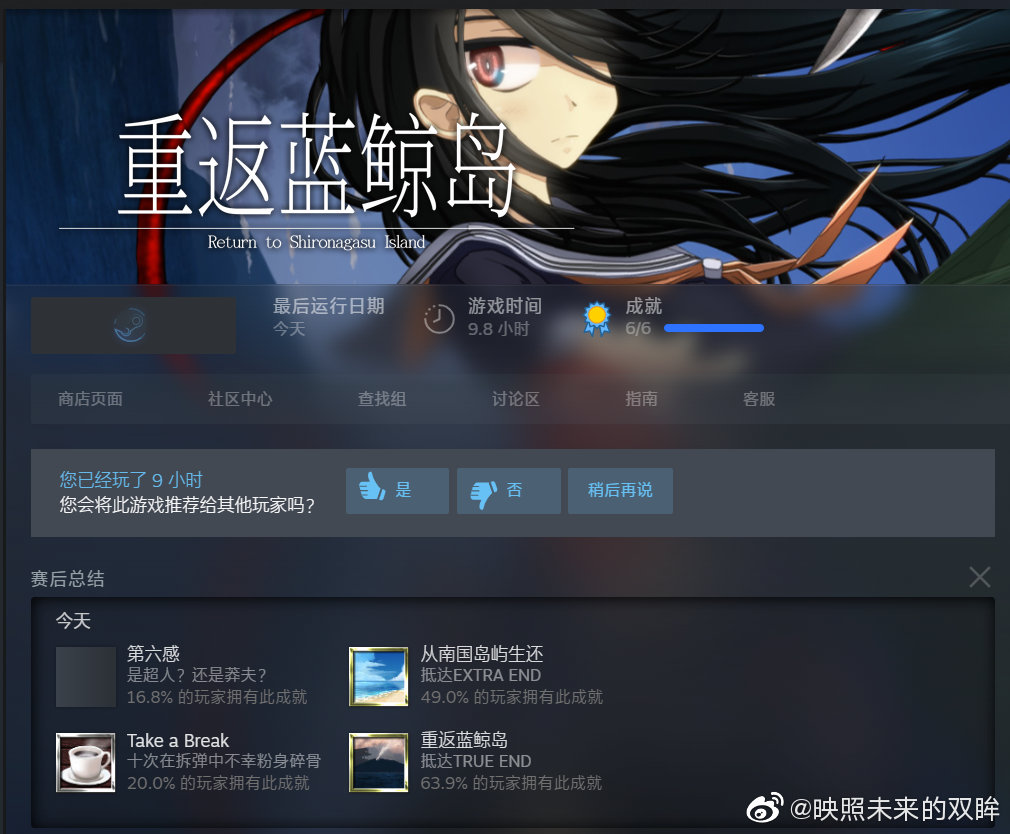 重返蓝鲸岛
Return to Shironagasu Island
最后运行日期
今天
游戏时间
9.8 小时
成就
6/6
商店页面
社区中心
查找组
讨论区
指南
客服
您已经玩了 9 小时
您会将此游戏推荐给其他玩家吗？
是
否
稍后再说
赛后总结
今天
第六感
是超人？还是莽夫？
16.8% 的玩家拥有此成就
从南国岛屿生还
抵达EXTRA END
49.0% 的玩家拥有此成就
Take a Break
十次在拆弹中不幸粉身碎骨
20.0% 的玩家拥有此成就
重返蓝鲸岛
抵达TRUE END
63.9% 的玩家拥有此成就
@映照未来的双眸